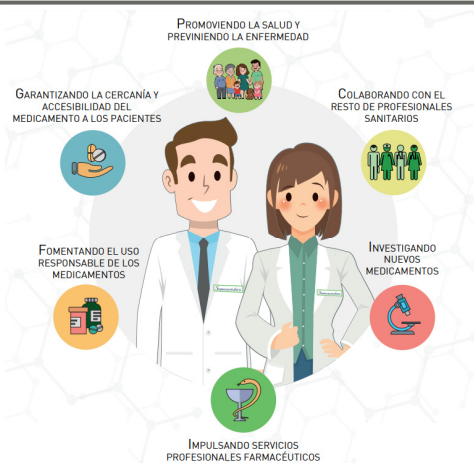 PROMOVIENDO LA SALUD Y
PREVINIENDO LA ENFERMEDAD
GARANTIZANDO LA CERCANÍA Y
ACCESIBILIDAD DEL
MEDICAMENTO A LOS PACIENTES
COLABORANDO CON EL
RESTO DE PROFESIONALES
SANITARIOS
FOMENTANDO EL USO
RESPONSABLE DE LOS
MEDICAMENTOS
INVESTIGANDO
NUEVOS
MEDICAMENTOS
IMPULSANDO SERVICIOS
PROFESIONALES FARMACÉUTICOS